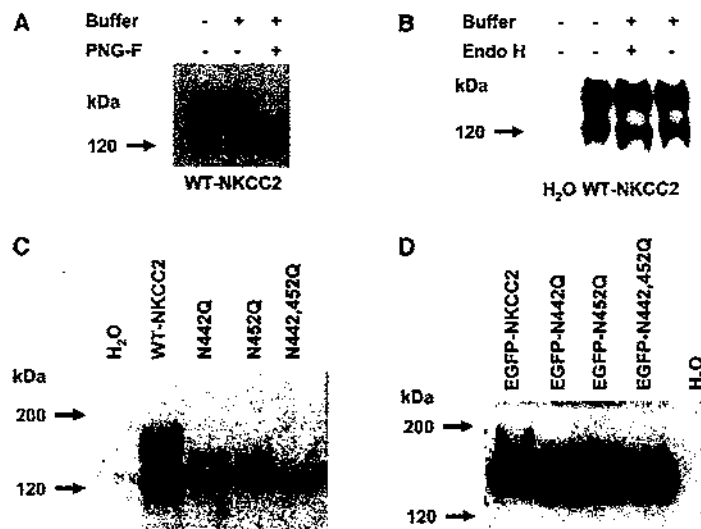 A
Buffer - + +
PNG-F - - +
kDa
120
WT-NKCC2
B
Buffer - - + +
Endo H - - + -
kDa
120
H₂O WT-NKCC2
C
H₂O
WT-NKCC2
N442Q
N452Q
N442,452Q
kDa
200
120
D
EGFP-NKCC2
EGFP-N442Q
EGFP-N452Q
EGFP-N442,452Q
H₂O
kDa
200
120